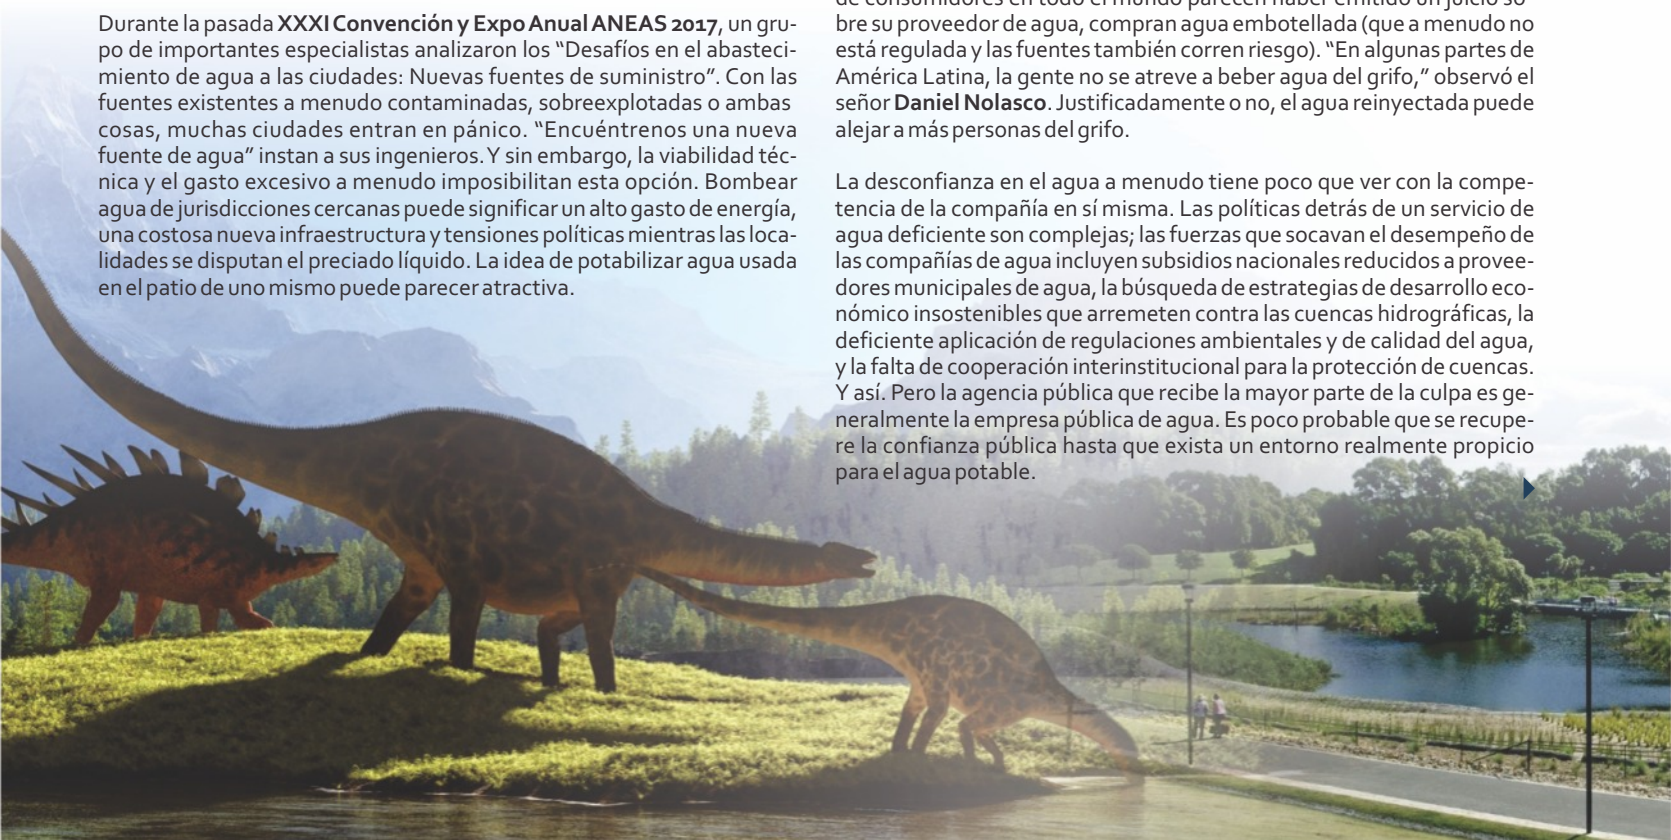 Durante la pasada XXXI Convención y Expo Anual ANEAS 2017, un gru-
po de importantes especialistas analizaron los “Desafíos en el abasteci-
miento de agua a las ciudades: Nuevas fuentes de suministro”. Con las
fuentes existentes a menudo contaminadas, sobreexplotadas o ambas
cosas, muchas ciudades entran en pánico. “Encuéntrenos una nueva
fuente de agua” instan a sus ingenieros. Y sin embargo, la viabilidad téc-
nica y el gasto excesivo a menudo imposibilitan esta opción. Bombear
agua de jurisdicciones cercanas puede significar un alto gasto de energía,
una costosa nueva infraestructura y tensiones políticas mientras las loca-
lidades se disputan el preciado líquido. La idea de potabilizar agua usada
en el patio de uno mismo puede parecer atractiva.
de consumidores en todo el mundo parecen haber emitido un juicio so-
bre su proveedor de agua, compran agua embotellada (que a menudo no
está regulada y las fuentes también corren riesgo). “En algunas partes de
América Latina, la gente no se atreve a beber agua del grifo,” observó el
señor Daniel Nolasco. Justificadamente o no, el agua reinyectada puede
alejar a más personas del grifo.
La desconfianza en el agua a menudo tiene poco que ver con la compe-
tencia de la compañía en sí misma. Las políticas detrás de un servicio de
agua deficiente son complejas; las fuerzas que socavan el desempeño de
las compañías de agua incluyen subsidios nacionales reducidos a provee-
dores municipales de agua, la búsqueda de estrategias de desarrollo eco-
nómico insostenibles que arremeten contra las cuencas hidrográficas, la
deficiente aplicación de regulaciones ambientales y de calidad del agua,
y la falta de cooperación interinstitucional para la protección de cuencas.
Y así. Pero la agencia pública que recibe la mayor parte de la culpa es ge-
neralmente la empresa pública de agua. Es poco probable que se recupe-
re la confianza pública hasta que exista un entorno realmente propicio
para el agua potable.